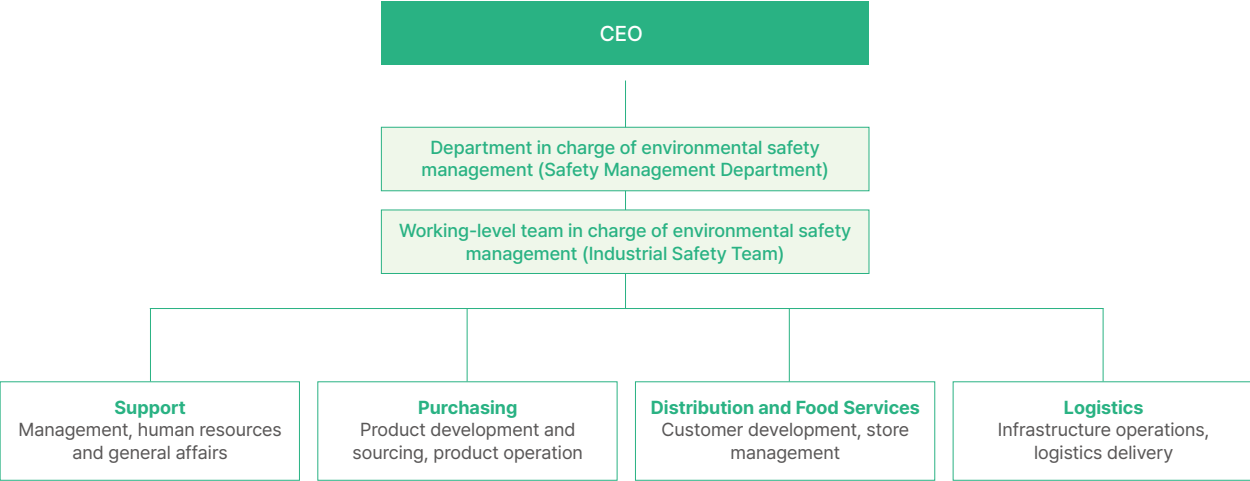 CEO
Department in charge of environmental safety
management (Safety Management Department)
Working-level team in charge of environmental safety
management (Industrial Safety Team)
Support
Management, human resources
and general affairs
Purchasing
Product development and
sourcing, product operation
Distribution and Food Services
Customer development, store
management
Logistics
Infrastructure operations,
logistics delivery